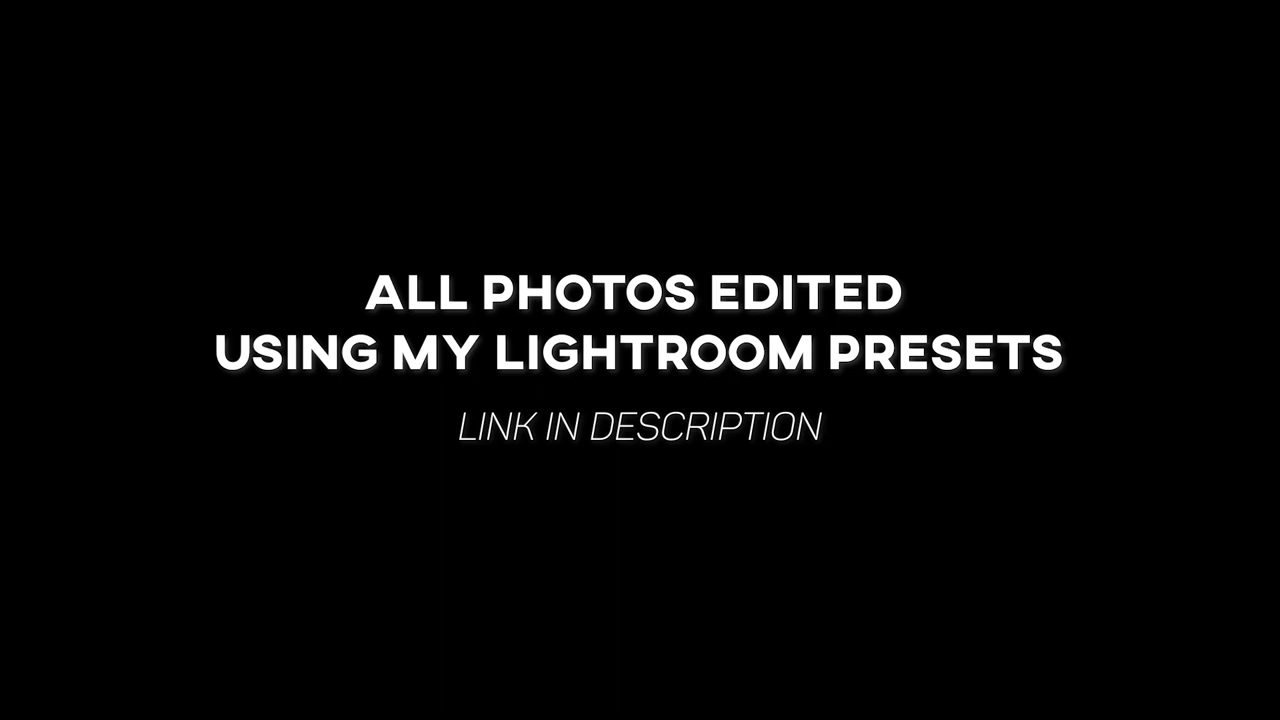 ALL PHOTOS EDITED
USING MY LIGHTROOM PRESETS
LINK IN DESCRIPTION